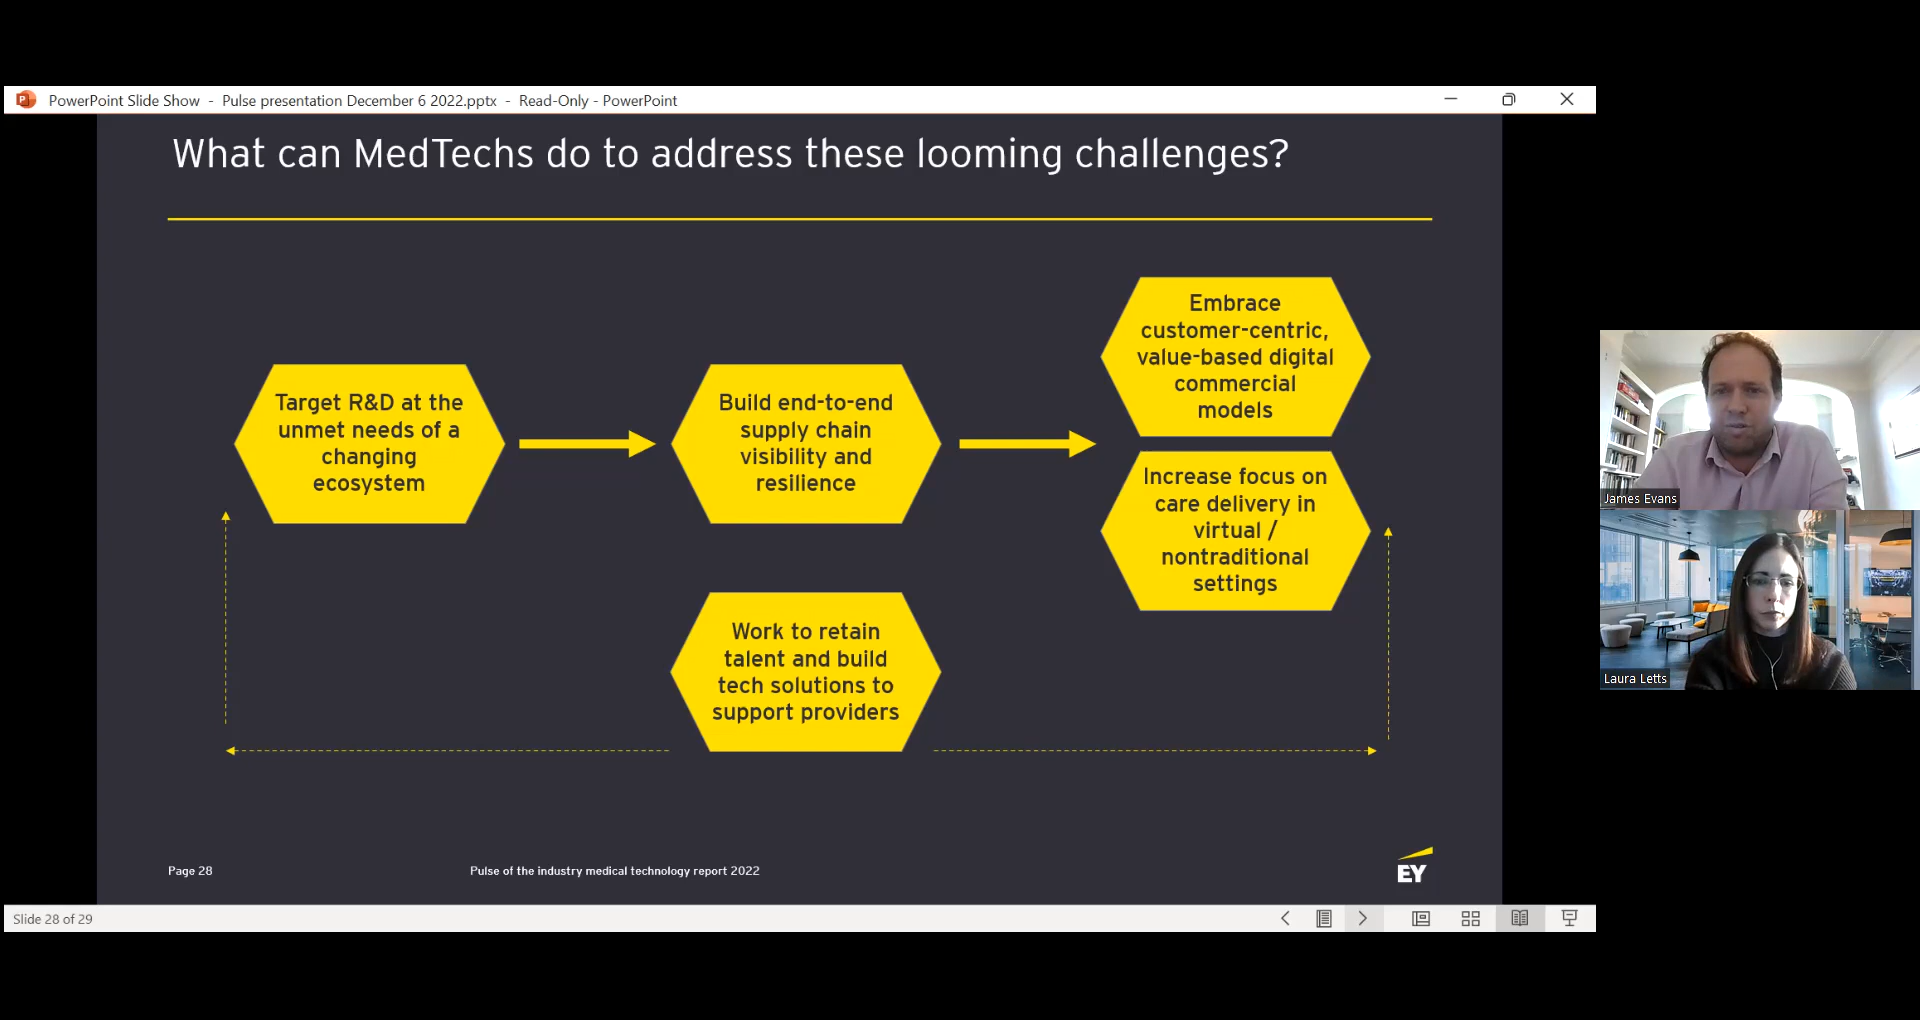 PowerPoint Slide Show - Pulse presentation December 6 2022.pptx - Read-Only - PowerPoint
What can MedTechs do to address these looming challenges?
Target R&D at the
unmet needs of a
changing
ecosystem
Build end-to-end
supply chain
visibility and
resilience
Embrace
customer-centric,
value-based digital
commercial
models
Increase focus on
care delivery in
virtual /
nontraditional
settings
Work to retain
talent and build
tech solutions to
support providers
Page 28
Pulse of the industry medical technology report 2022
EY
Slide 28 of 29
James Evans
Laura Letts